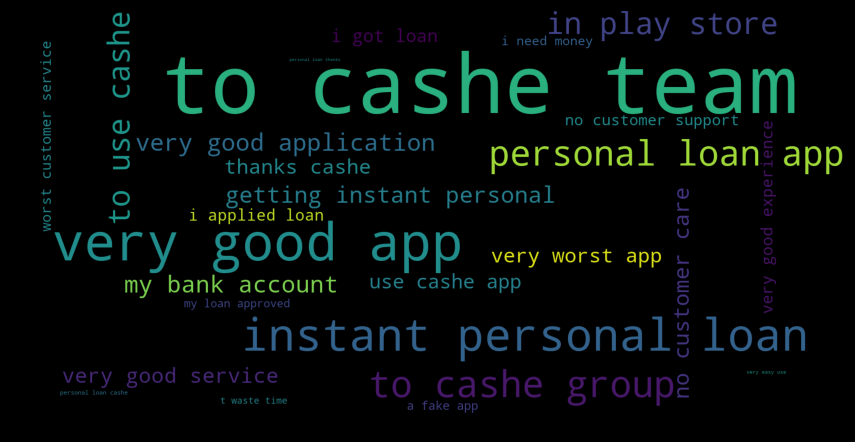 in play store
i got loan
i need money
to use cashe
worst customer service
personal loan thanks
to cashe team
no customer support
very good application
personal loan app
thanks cashe
very good experience
getting instant personal
no customer care
i applied loan
very good app
very worst app
my bank account
use cashe app
my loan approved
instant personal loan
very good service
to cashe group
very easy use
personal loan cashe
t waste time
a fake app